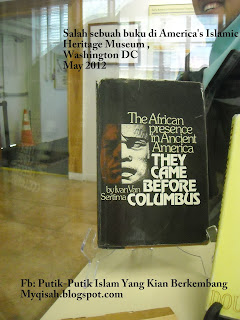 Salah sebuah buku di America's Islamic
Heritage Museum ,
Washington DC
May 2012
The African
presence
in Ancient
America
THEY
CAME
BEFORE
COLUMBUS
by Ivan Van
Sertima
Fb: Putik-Putik Islam Yang Kian Berkembang
Myqisah.blogspot.com